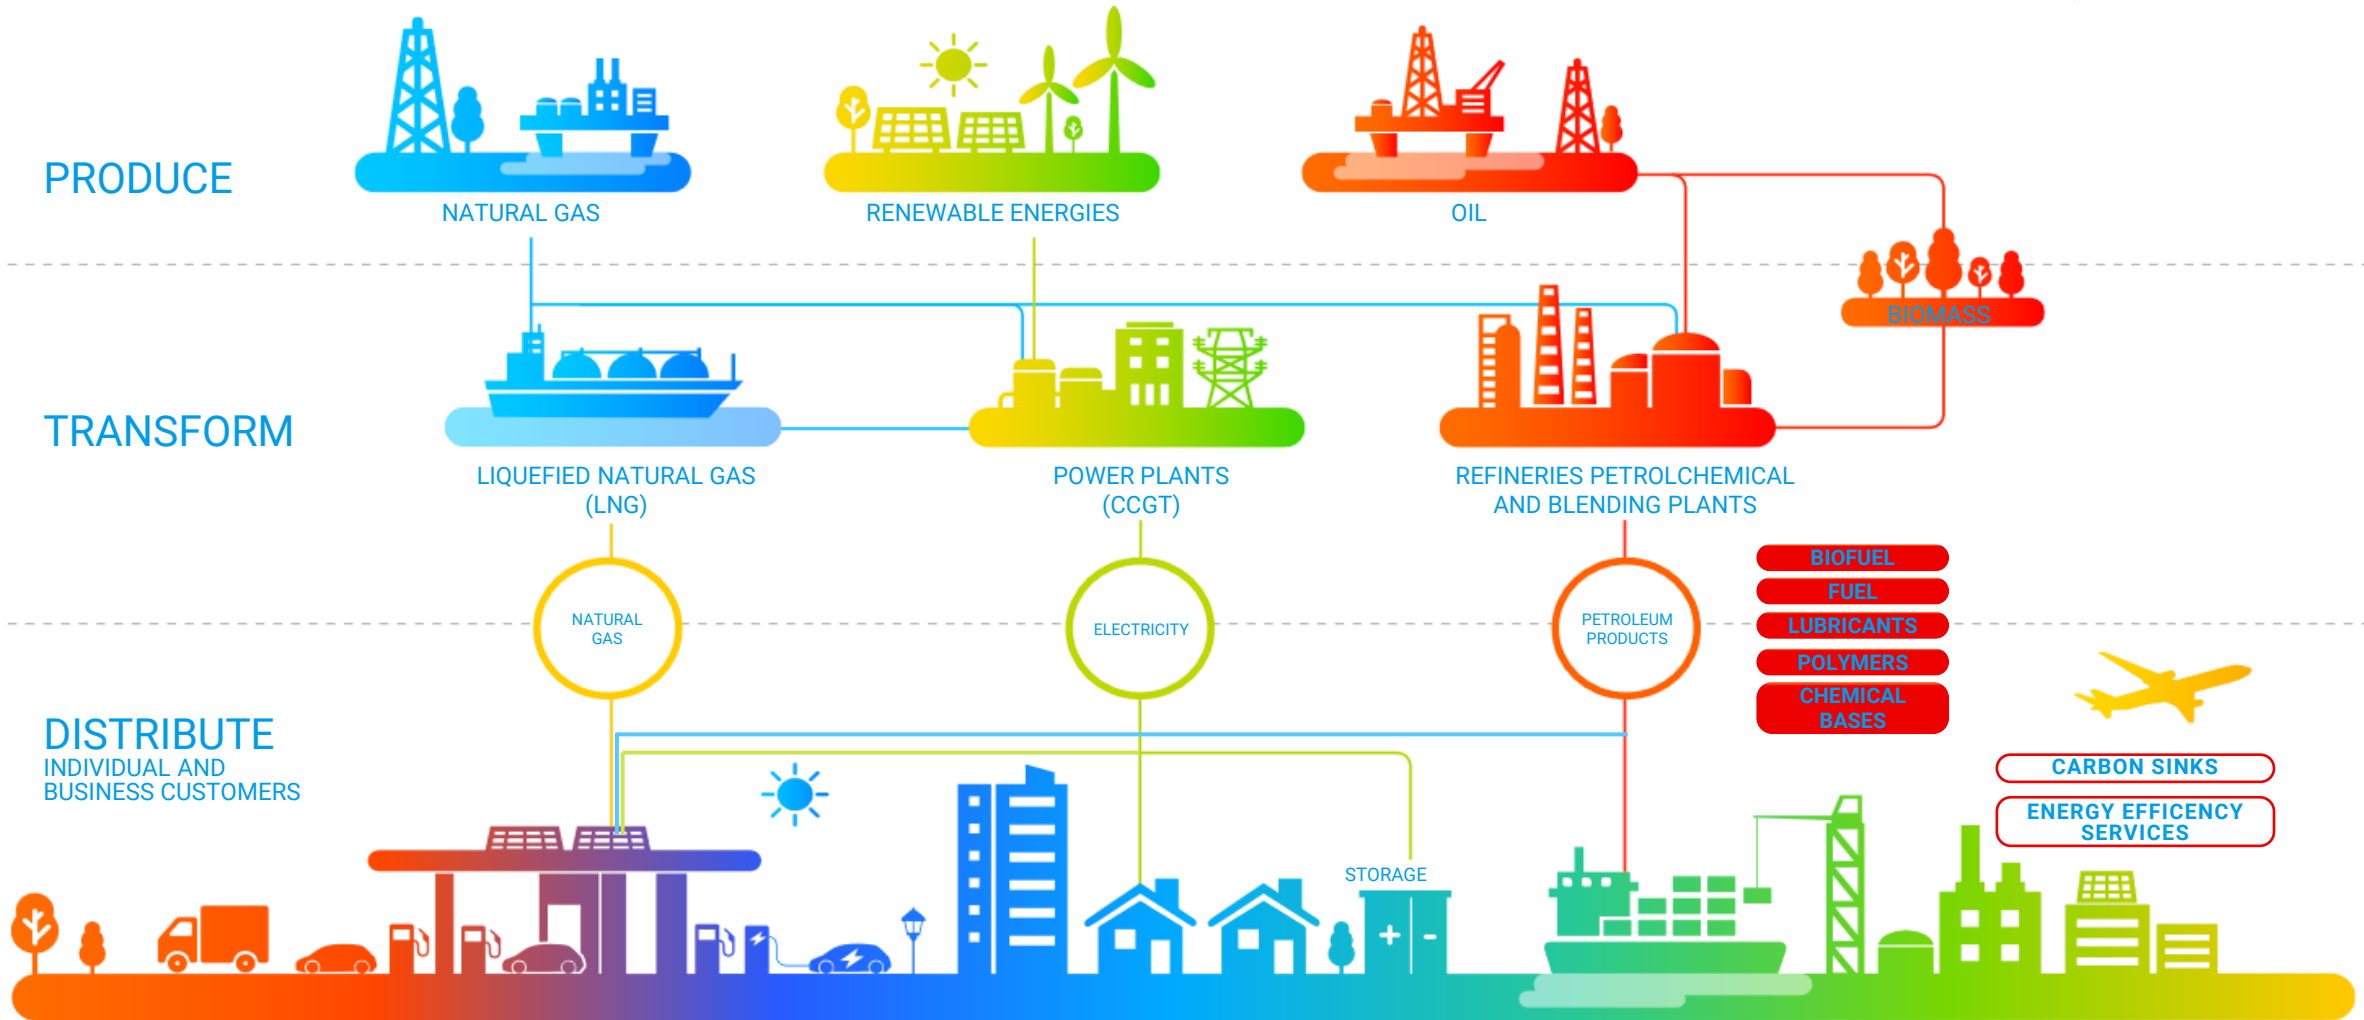 PRODUCE
NATURAL GAS
RENEWABLE ENERGIES
OIL
BIOMASS
TRANSFORM
LIQUEFIED NATURAL GAS
(LNG)
POWER PLANTS
(CCGT)
REFINERIES PETROLCHEMICAL
AND BLENDING PLANTS
NATURAL
GAS
ELECTRICITY
PETROLEUM
PRODUCTS
BIOFUEL
FUEL
LUBRICANTS
POLYMERS
CHEMICAL
BASES
DISTRIBUTE
INDIVIDUAL AND
BUSINESS CUSTOMERS
CARBON SINKS
ENERGY EFFICENCY
SERVICES
STORAGE